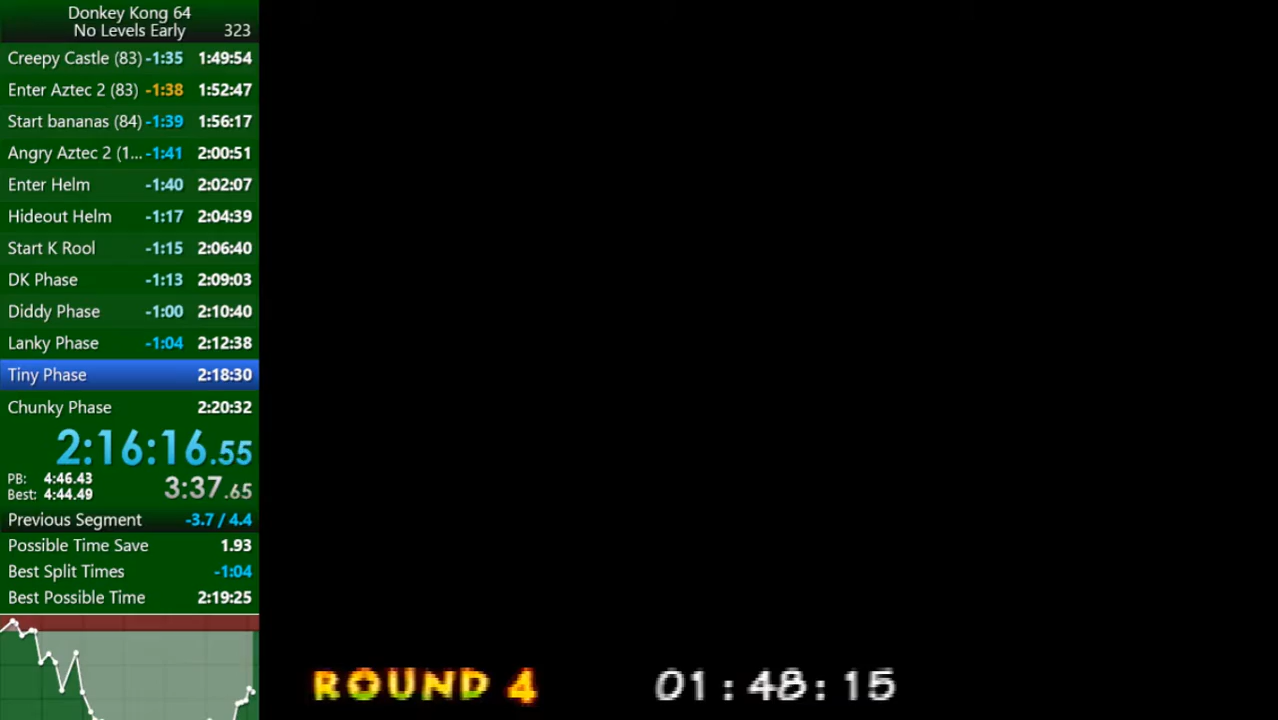 Donkey Kong 64
No Levels Early 323
Creepy Castle (83) -1:35 1:49:54
Enter Aztec 2 (83) -1:38 1:52:47
Start bananas (84) -1:39 1:56:17
Angry Aztec 2 (1... -1:41 2:00:51
Enter Helm -1:40 2:02:07
Hideout Helm -1:17 2:04:39
Start K Rool -1:15 2:06:40
DK Phase -1:13 2:09:03
Diddy Phase -1:00 2:10:40
Lanky Phase -1:04 2:12:38
Tiny Phase 2:18:30
Chunky Phase 2:20:32
2:16:16.55
PB: 4:46.43
Best: 4:44.49 3:37.65
Previous Segment -3.7 / 4.4
Possible Time Save 1.93
Best Split Times -1:04
Best Possible Time 2:19:25
ROUND 4 01:48:15